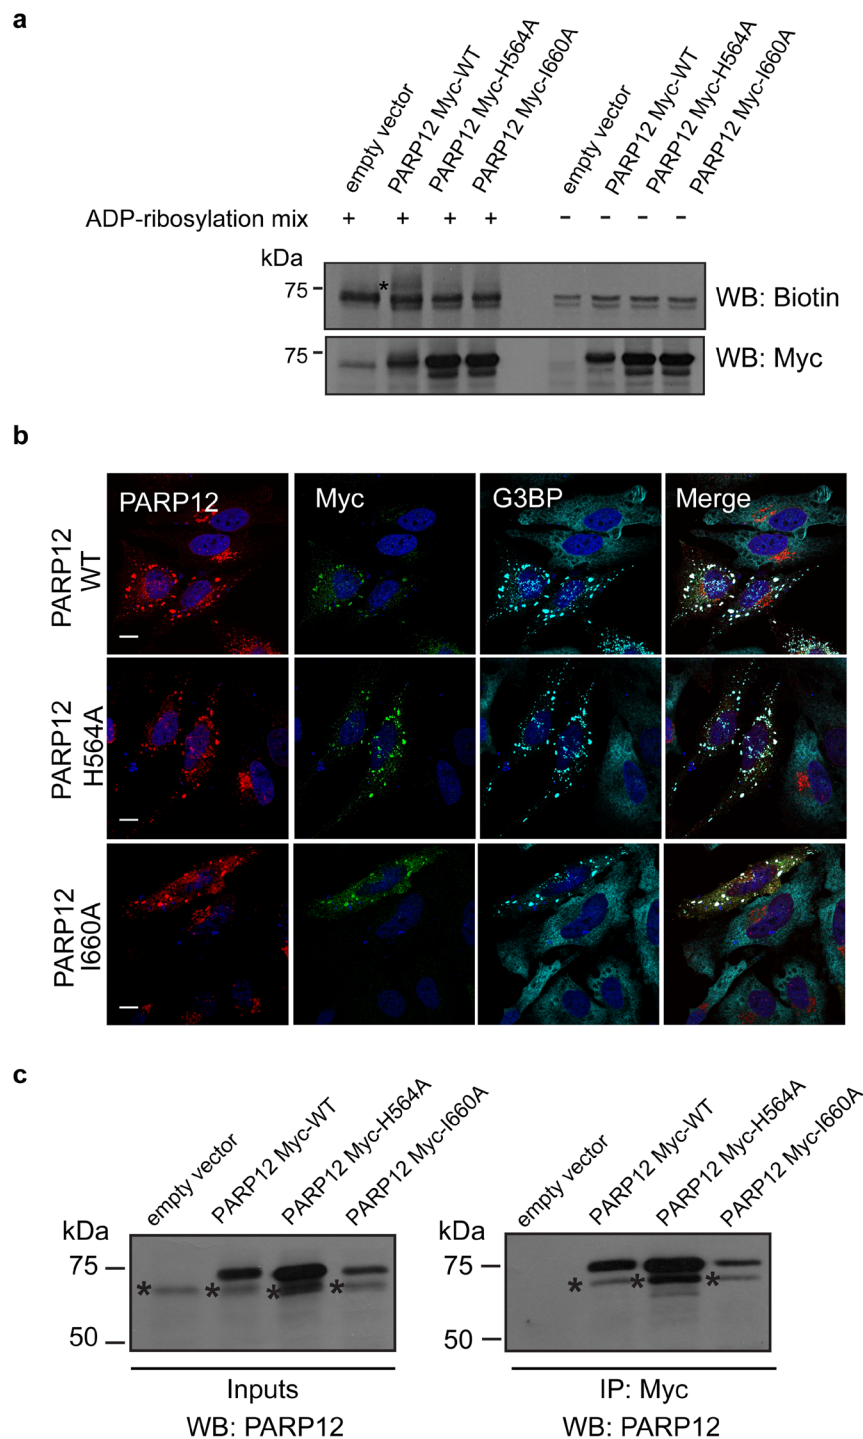 a
empty vector
PARP12 Myc-WT
PARP12 Myc-H564A
PARP12 Myc-I660A
empty vector
PARP12 Myc-WT
PARP12 Myc-H564A
PARP12 Myc-I660A
ADP-ribosylation mix + + + + - - - -
kDa
75
*
WB: Biotin
75
WB: Myc
b
PARP12 Myc G3BP Merge
PARP12
WT
PARP12
H564A
PARP12
I660A
c
empty vector
PARP12 Myc-WT
PARP12 Myc-H564A
PARP12 Myc-I660A
kDa
75
* * * *
50
Inputs
WB: PARP12
empty vector
PARP12 Myc-WT
PARP12 Myc-H564A
PARP12 Myc-I660A
kDa
75
* * *
50
IP: Myc
WB: PARP12